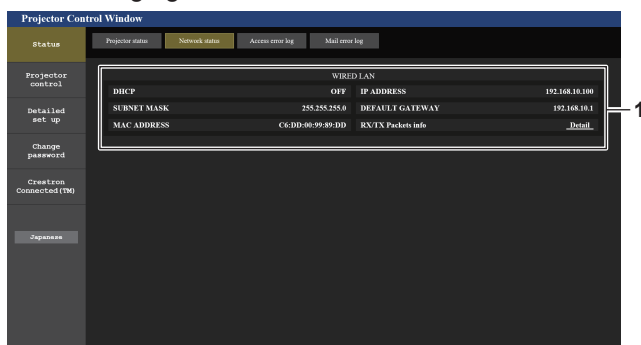 Projector Control Window
Status
Projector status
Network status
Access error log
Mail error log
Projector
control
Detailed
set up
Change
password
Crestron
Connected(TM)
Japanese
WIRED LAN
DHCP OFF IP ADDRESS 192.168.10.100
SUBNET MASK 255.255.255.0 DEFAULT GATEWAY 192.168.10.1
MAC ADDRESS C6:DD:00:99:89:DD RX/TX Packets info Detail
1